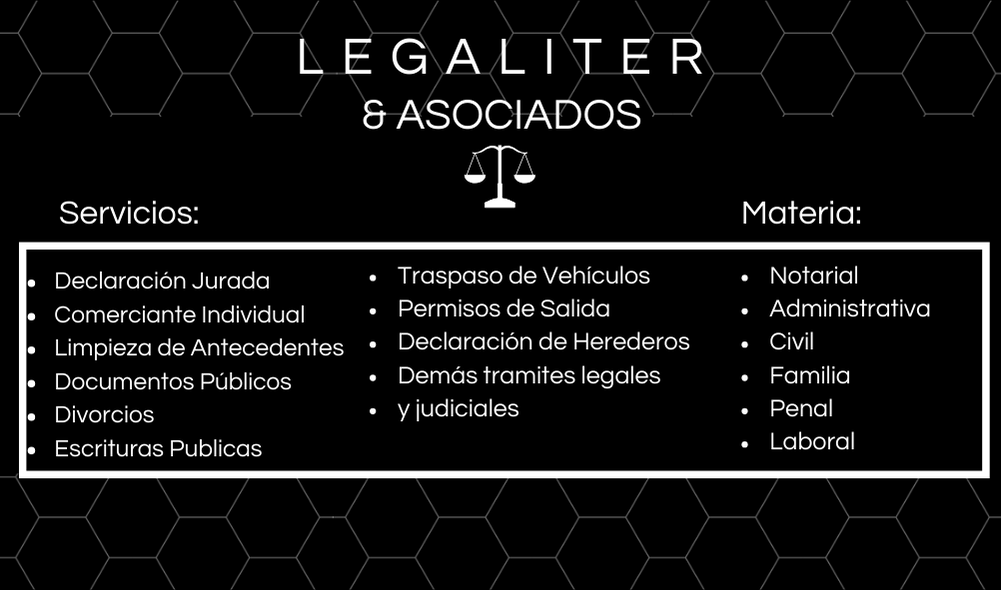 LEGALITER
& ASOCIADOS
Servicios:
Declaración Jurada
Comerciante Individual
Limpieza de Antecedentes
Documentos Públicos
Divorcios
Escrituras Publicas
Traspaso de Vehículos
Permisos de Salida
Declaración de Herederos
Demás tramites legales
y judiciales
Materia:
Notarial
Administrativa
Civil
Familia
Penal
Laboral